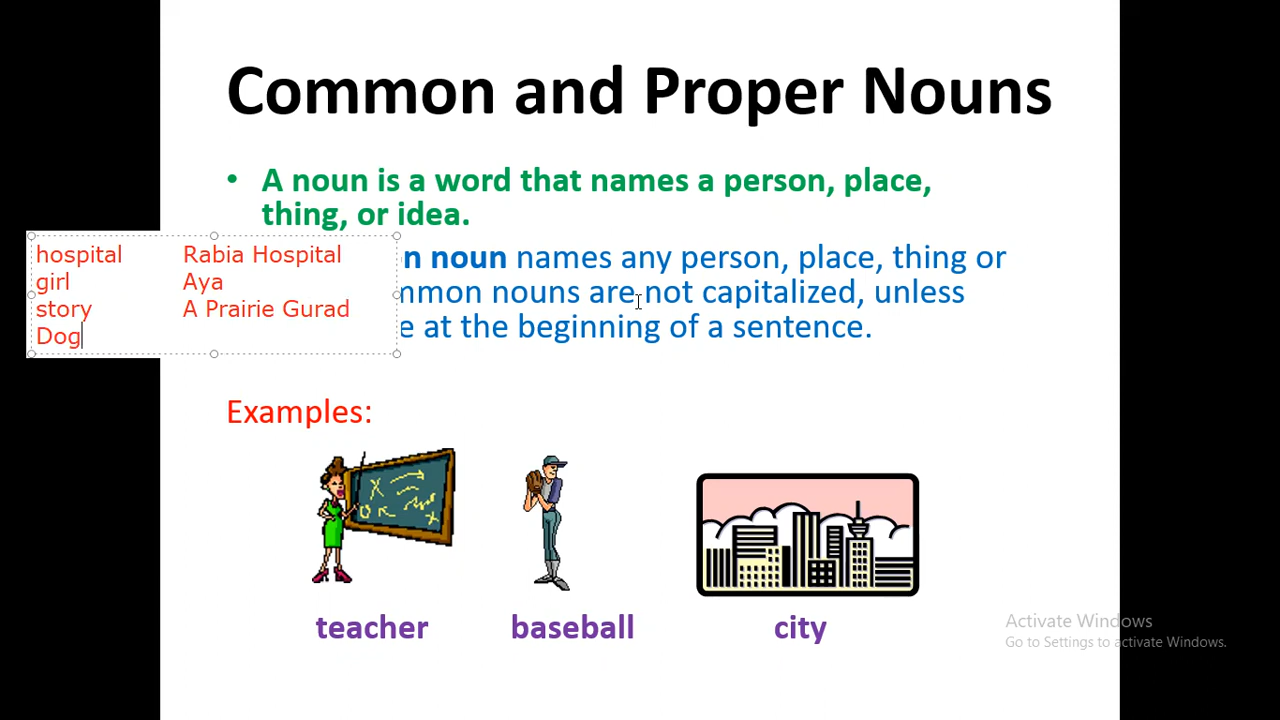 Common and Proper Nouns
• A noun is a word that names a person, place,
thing, or idea.
n noun names any person, place, thing or
mmon nouns are not capitalized, unless
e at the beginning of a sentence.
hospital Rabia Hospital
girl Aya
story A Prairie Gurad
Dog
Examples:
teacher baseball city
Activate Windows
Go to Settings to activate Windows.